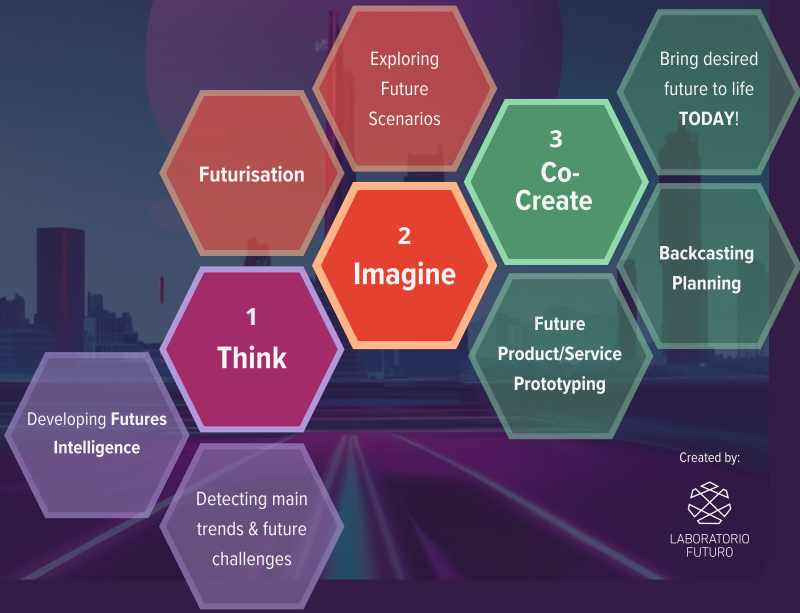 1
Think
Developing Futures
Intelligence
Detecting main
trends & future
challenges
2
Imagine
Futurisation
Exploring
Future
Scenarios
3
Co-
Create
Bring desired
future to life
TODAY!
Backcasting
Planning
Future
Product/Service
Prototyping
Created by:
LABORATORIO
FUTURO